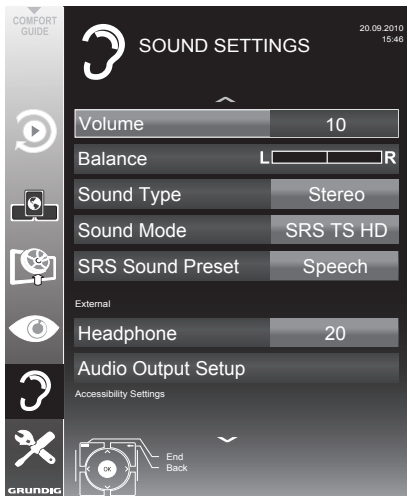 COMFORT
GUIDE
SOUND SETTINGS
20.09.2010
15:46
Volume 10
Balance L R
Sound Type Stereo
Sound Mode SRS TS HD
SRS Sound Preset Speech
External
Headphone 20
Audio Output Setup
Accessibility Settings
End
Back
OK
GRUNDIG